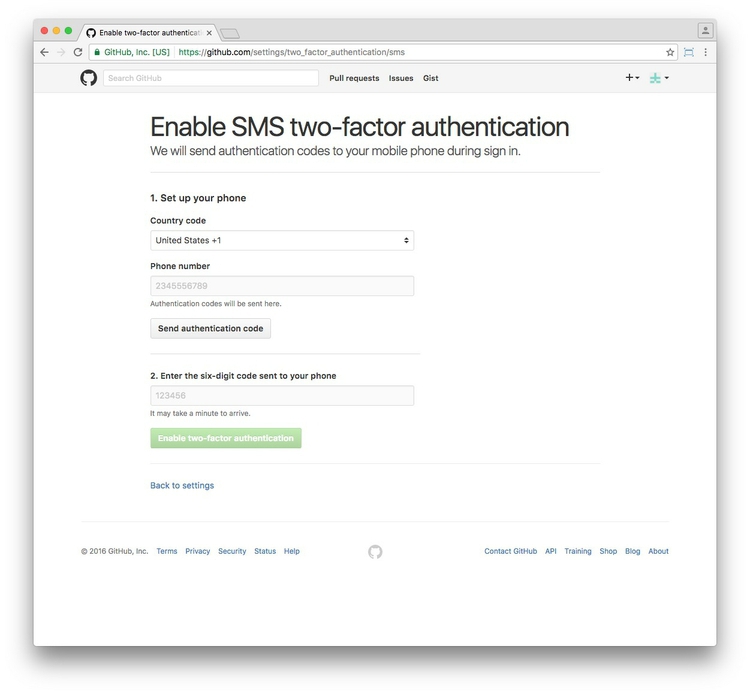 Enable two-factor authenticati
GitHub, Inc. [US] https://github.com/settings/two_factor_authentication/sms
Search GitHub Pull requests Issues Gist
Enable SMS two-factor authentication
We will send authentication codes to your mobile phone during sign in.
1. Set up your phone
Country code
United States +1
Phone number
2345556789
Authentication codes will be sent here.
Send authentication code
2. Enter the six-digit code sent to your phone
123456
It may take a minute to arrive.
Enable two-factor authentication
Back to settings
© 2016 GitHub, Inc. Terms Privacy Security Status Help Contact GitHub API Training Shop Blog About